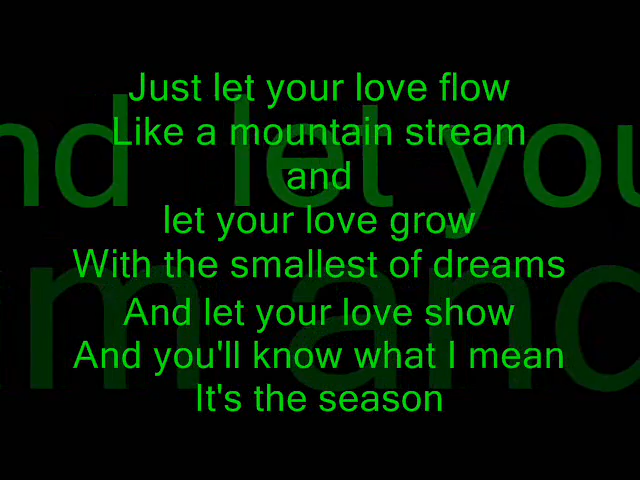 Just let your love flow
Like a mountain stream
and
let your love grow
With the smallest of dreams
And let your love show
And you'll know what I mean
It's the season